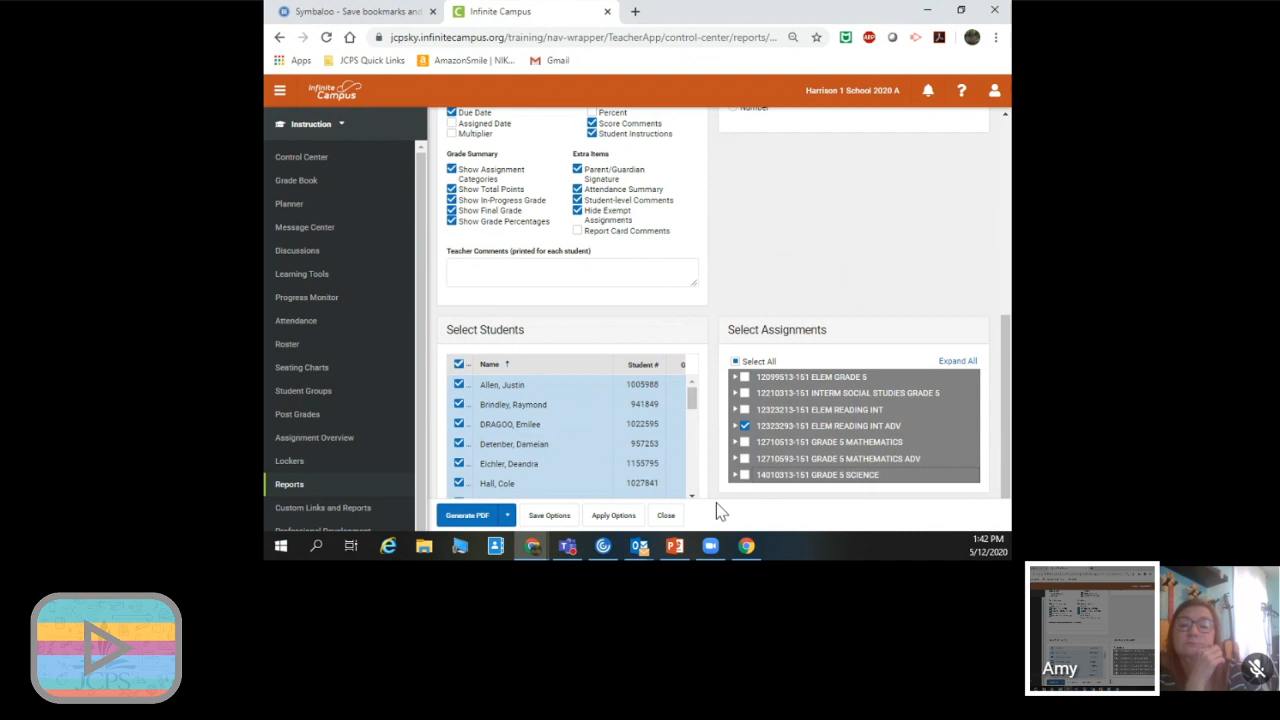 Symbaloo - Save bookmarks and
Infinite Campus
jcpsky.infinitecampus.org/training/nav-wrapper/TeacherApp/control-center/reports/...
Apps
JCPS Quick Links
AmazonSmile | NIK...
Gmail
Infinite Campus
Harrison 1 School 2020 A
Instruction
Control Center
Grade Book
Planner
Message Center
Discussions
Learning Tools
Progress Monitor
Attendance
Roster
Seating Charts
Student Groups
Post Grades
Assignment Overview
Lockers
Reports
Custom Links and Reports
Professional Development
Due Date
Assigned Date
Multiplier
Percent
Score Comments
Student Instructions
Number
Grade Summary
Show Assignment
Categories
Show Total Points
Show In-Progress Grade
Show Final Grade
Show Grade Percentages
Extra Items
Parent/Guardian
Signature
Attendance Summary
Student-level Comments
Hide Exempt
Assignments
Report Card Comments
Teacher Comments (printed for each student)
Select Students
Name Student # G
Allen, Justin 1005988
Brindley, Raymond 941849
DRAGOO, Emilee 1022595
Detenber, Dameian 957253
Eichler, Deandra 1155795
Hall, Cole 1027841
Select Assignments
Select All Expand All
12099513-151 ELEM GRADE 5
12210313-151 INTERM SOCIAL STUDIES GRADE 5
12323213-151 ELEM READING INT
12323293-151 ELEM READING INT ADV
12710513-151 GRADE 5 MATHEMATICS
12710593-151 GRADE 5 MATHEMATICS ADV
14010313-151 GRADE 5 SCIENCE
Generate PDF Save Options Apply Options Close
1:42 PM
5/12/2020
JCPS
Amy